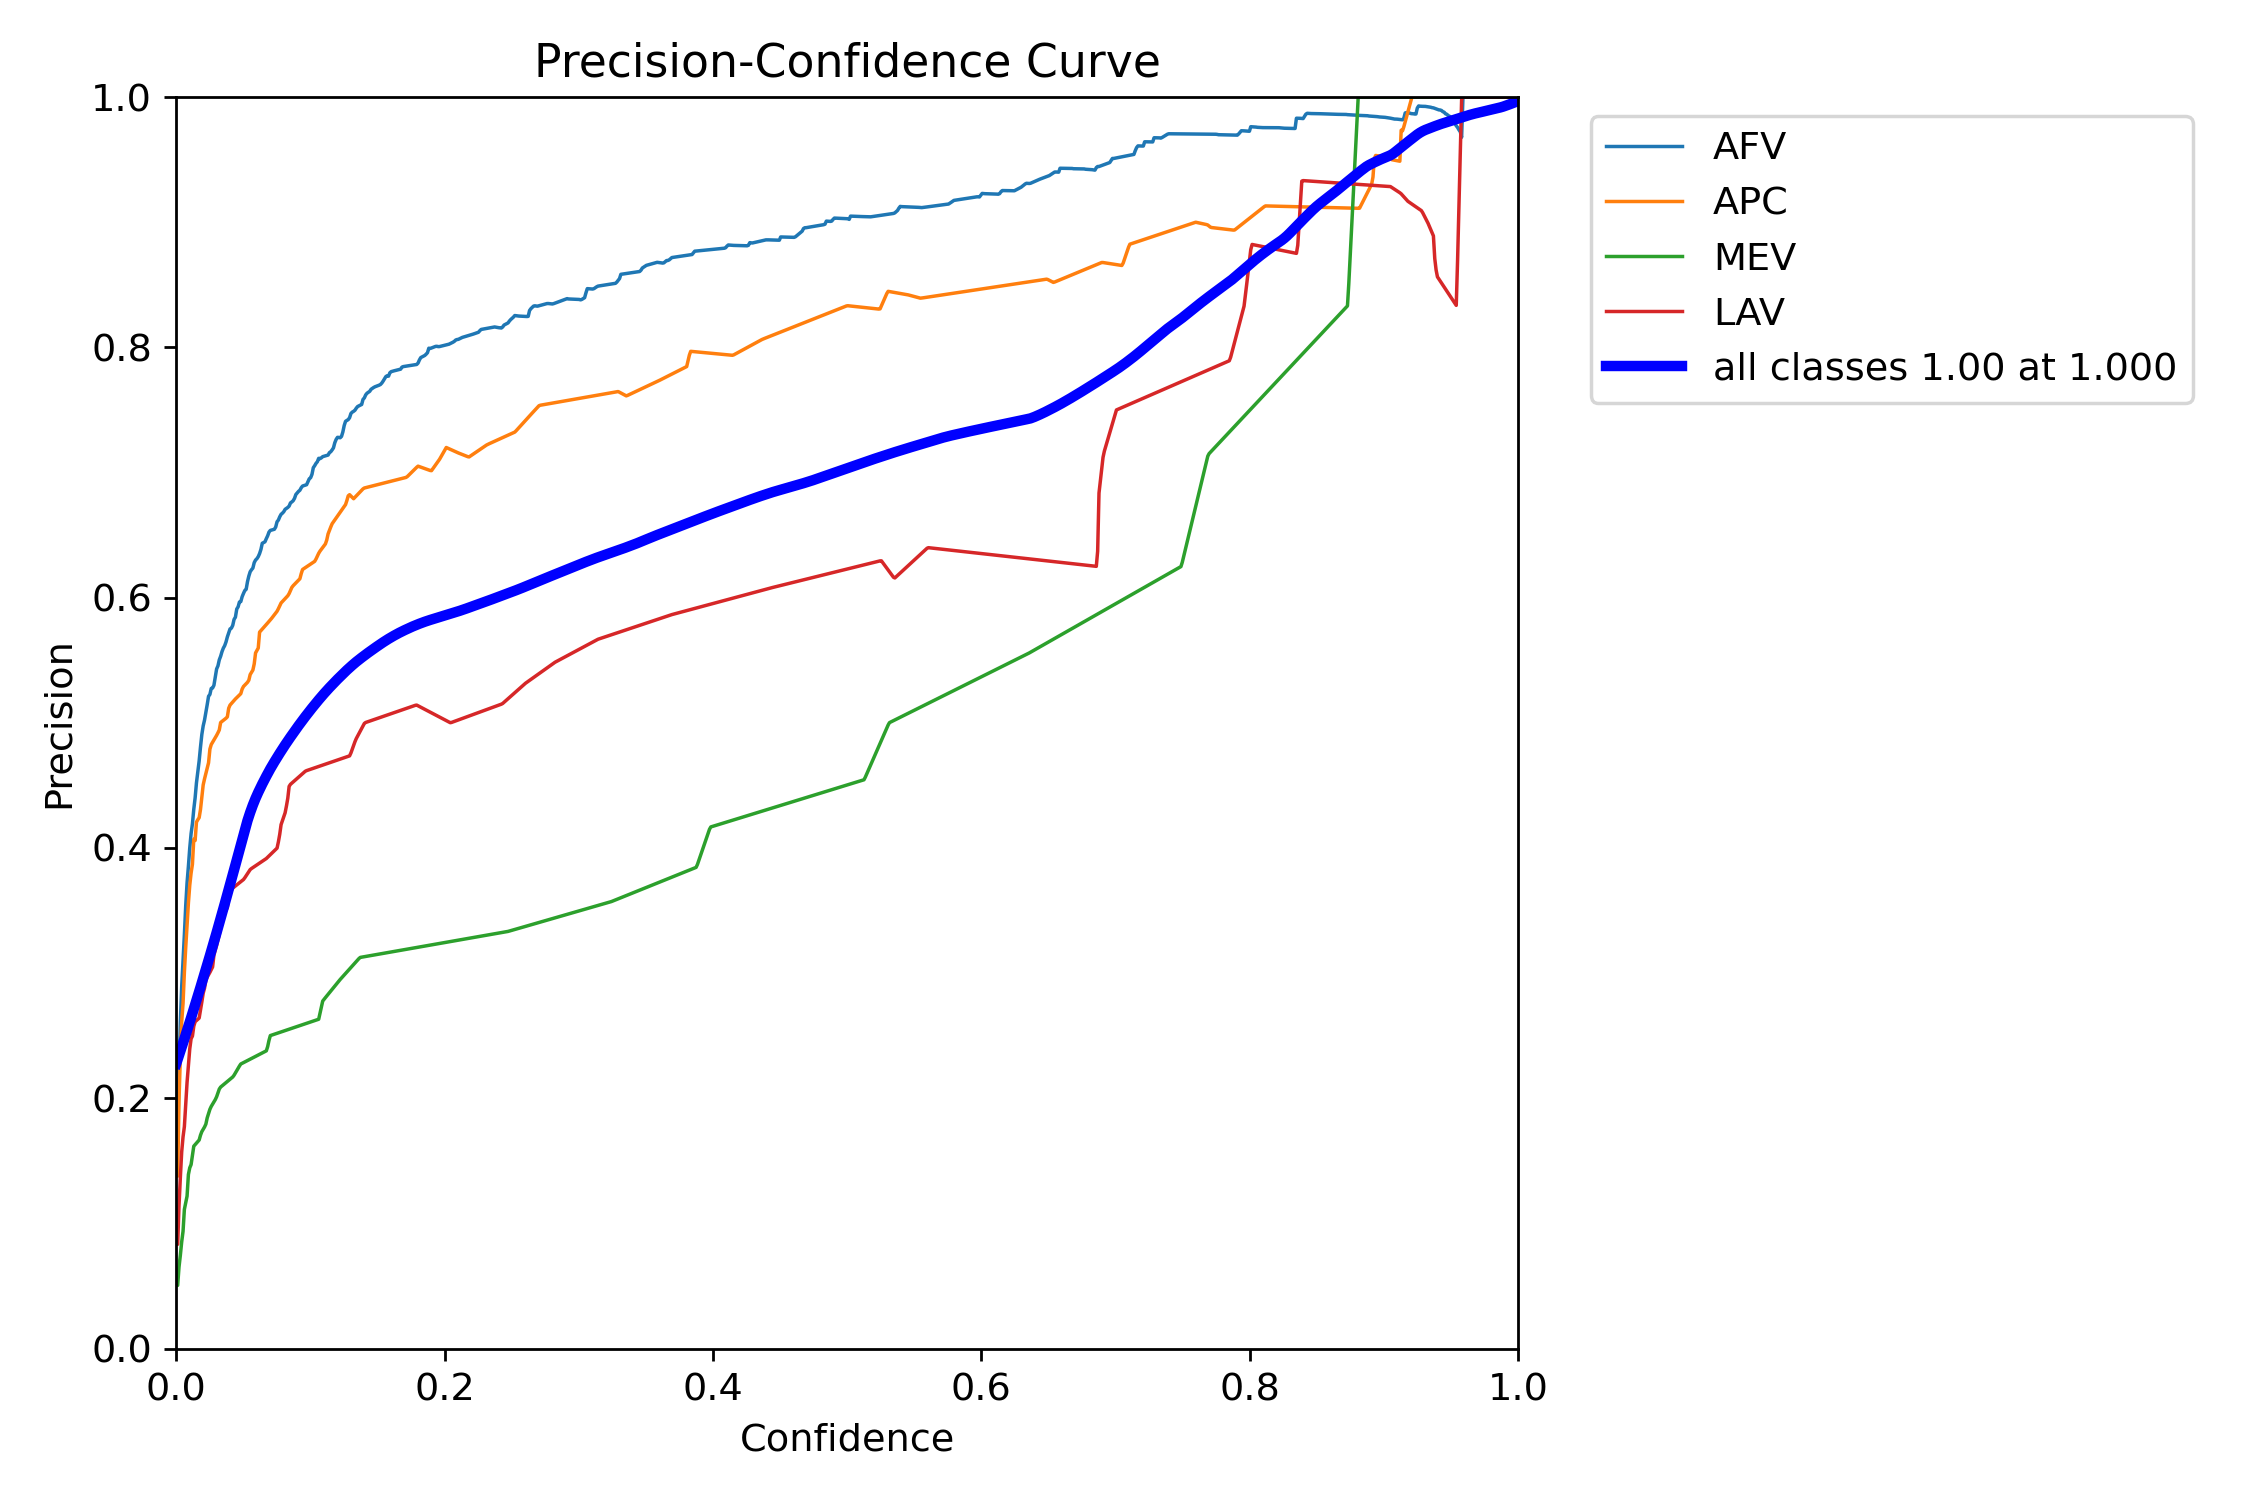 Precision-Confidence Curve
1.0
0.8
0.6
0.4
0.2
0.0
Precision
0.0 0.2 0.4 0.6 0.8 1.0
Confidence
AFV
APC
MEV
LAV
all classes 1.00 at 1.000